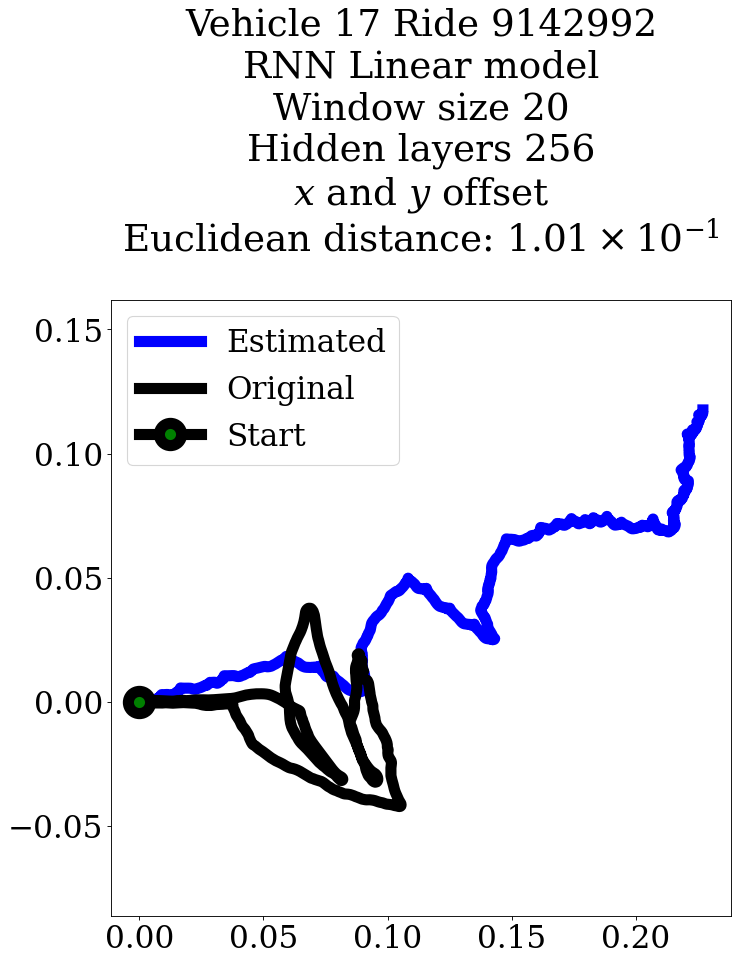 Vehicle 17 Ride 9142992
RNN Linear model
Window size 20
Hidden layers 256
x and y offset
Euclidean distance: 1.01 × 10⁻¹
Estimated
Original
Start
0.15
0.10
0.05
0.00
−0.05
0.00 0.05 0.10 0.15 0.20